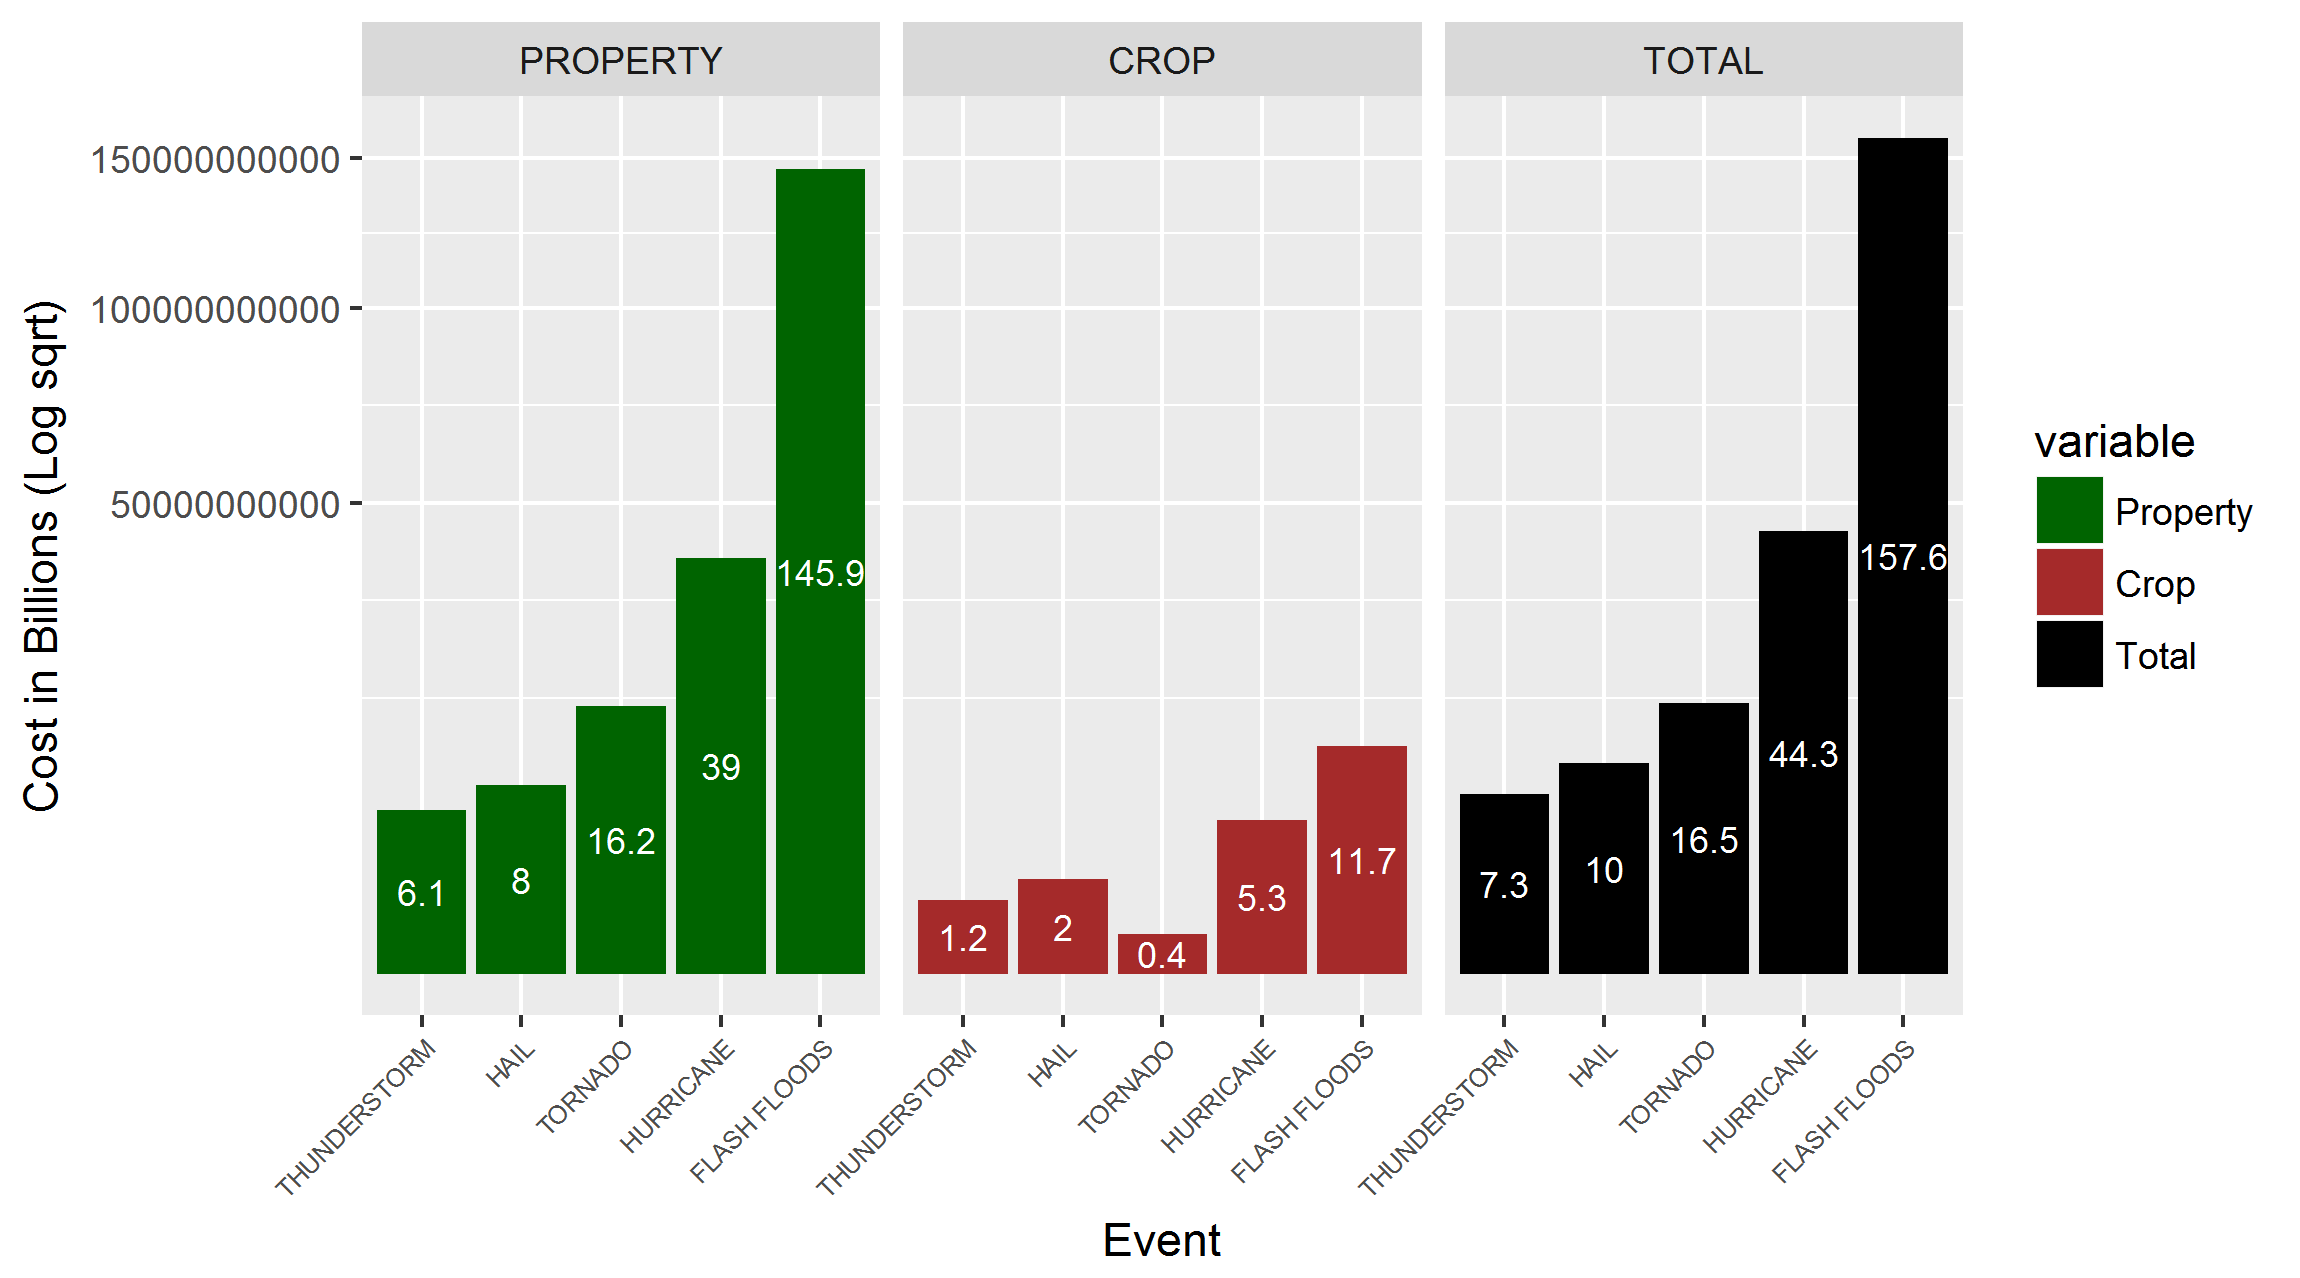 PROPERTY
CROP
TOTAL
Cost in Billions (Log sqrt)
150000000000
100000000000
50000000000
6.1
8
16.2
39
145.9
1.2
2
0.4
5.3
11.7
7.3
10
16.5
44.3
157.6
THUNDERSTORM
HAIL
TORNADO
HURRICANE
FLASH FLOODS
THUNDERSTORM
HAIL
TORNADO
HURRICANE
FLASH FLOODS
THUNDERSTORM
HAIL
TORNADO
HURRICANE
FLASH FLOODS
Event
variable
Property
Crop
Total